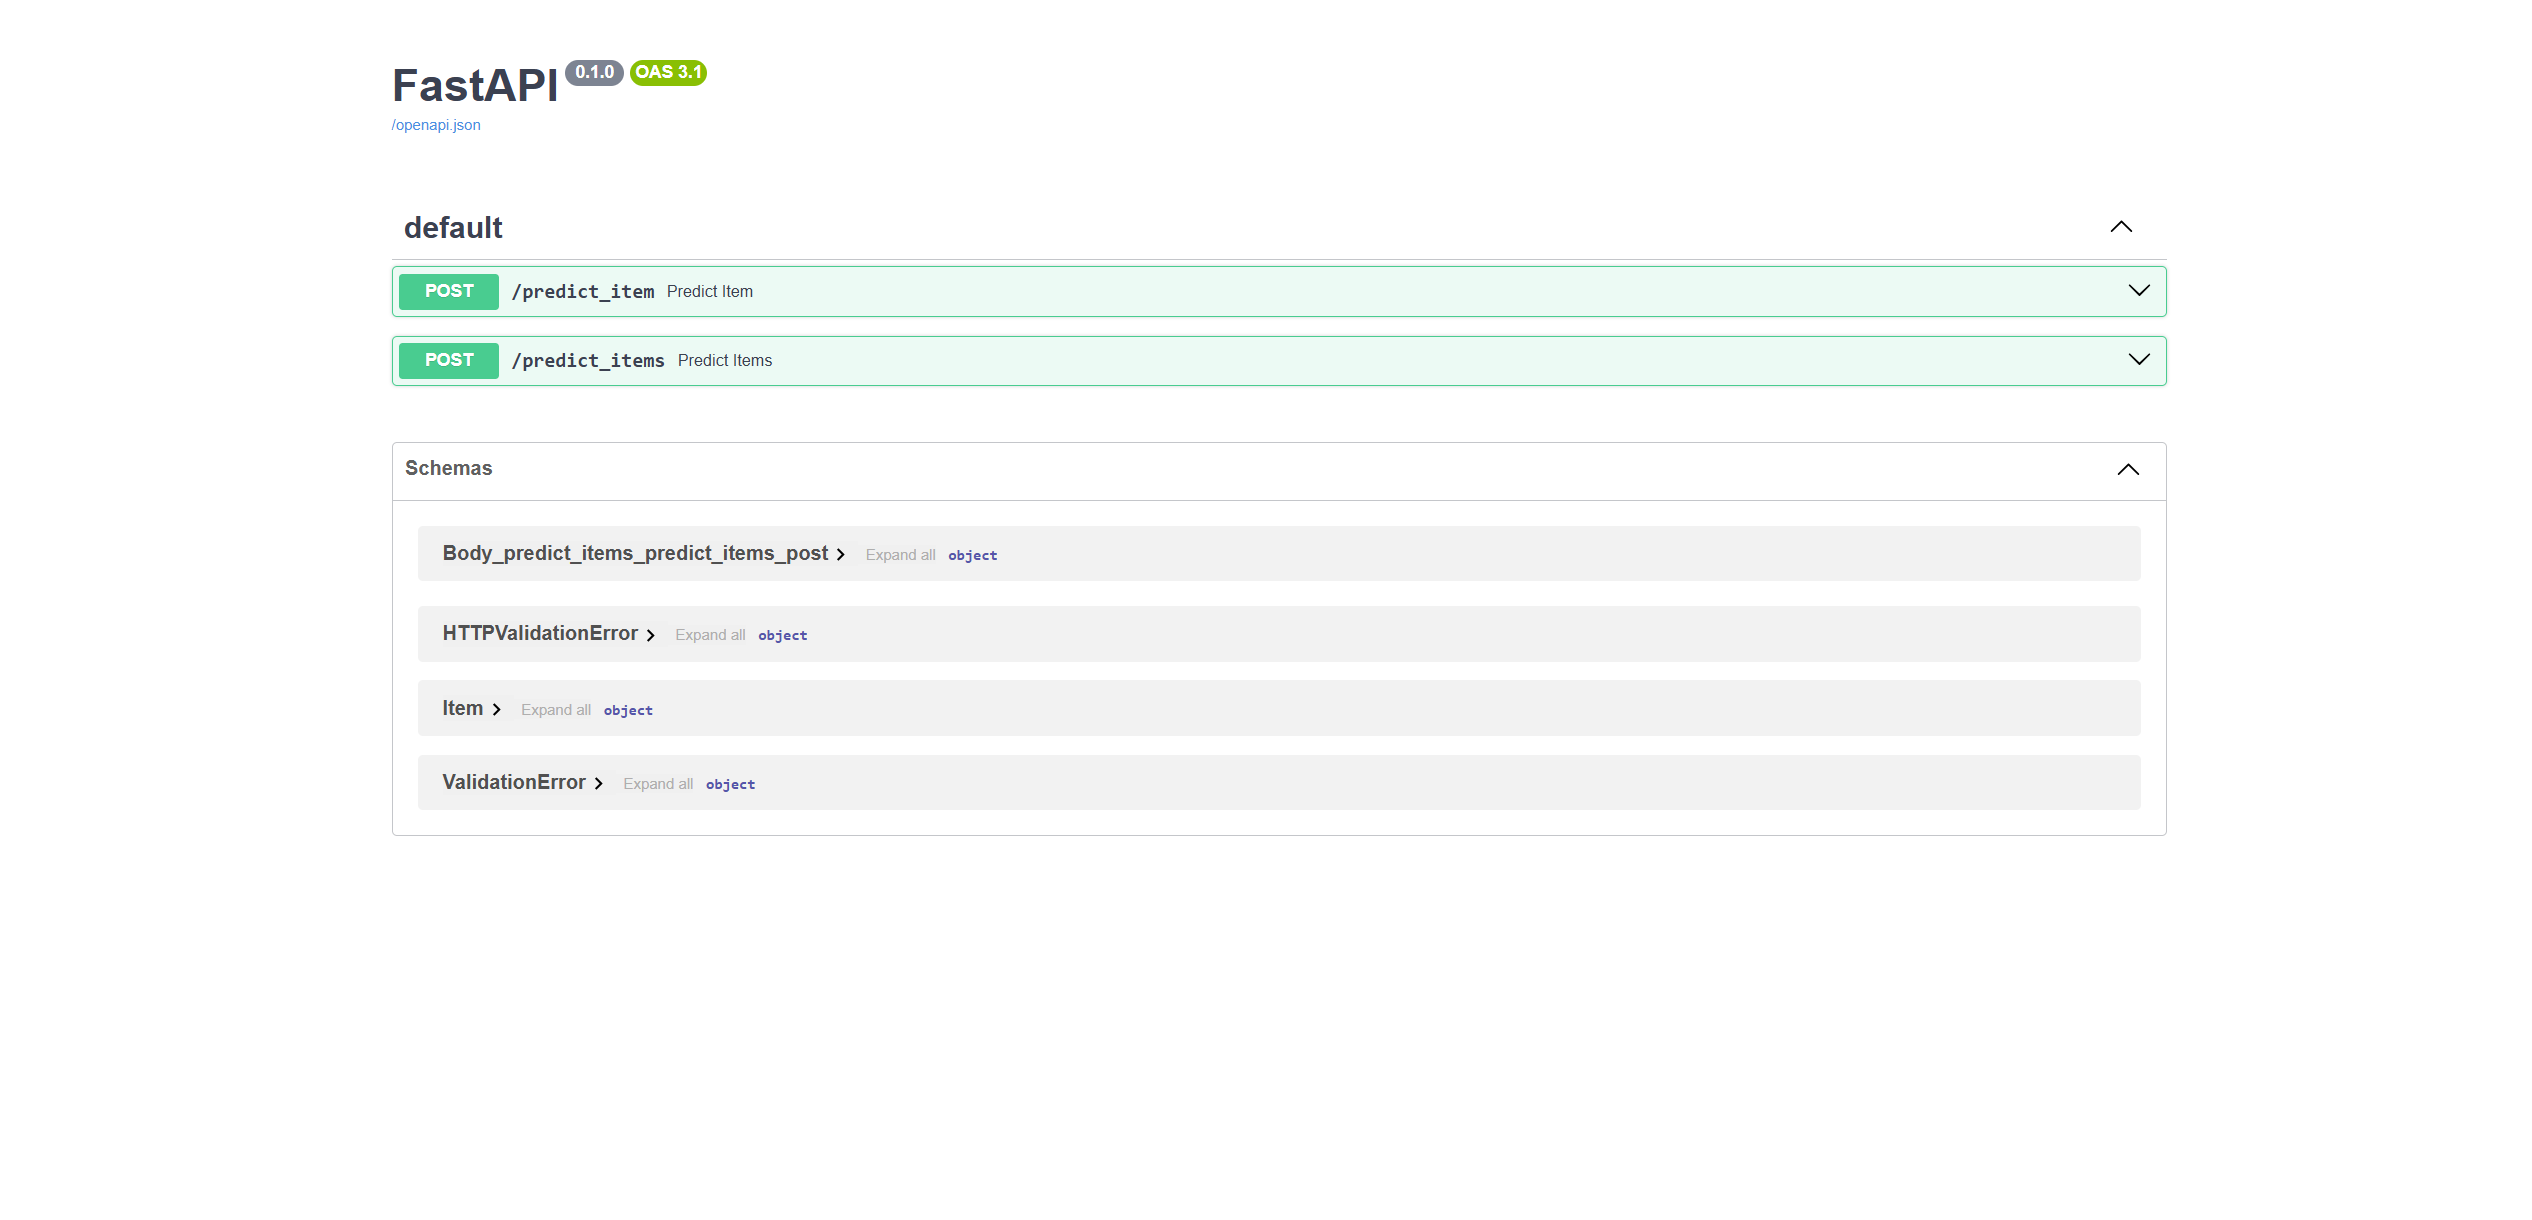 FastAPI 0.1.0 OAS 3.1
/openapi.json
default
POST /predict_item Predict Item
POST /predict_items Predict Items
Schemas
Body_predict_items_predict_items_post Expand all object
HTTPValidationError Expand all object
Item Expand all object
ValidationError Expand all object